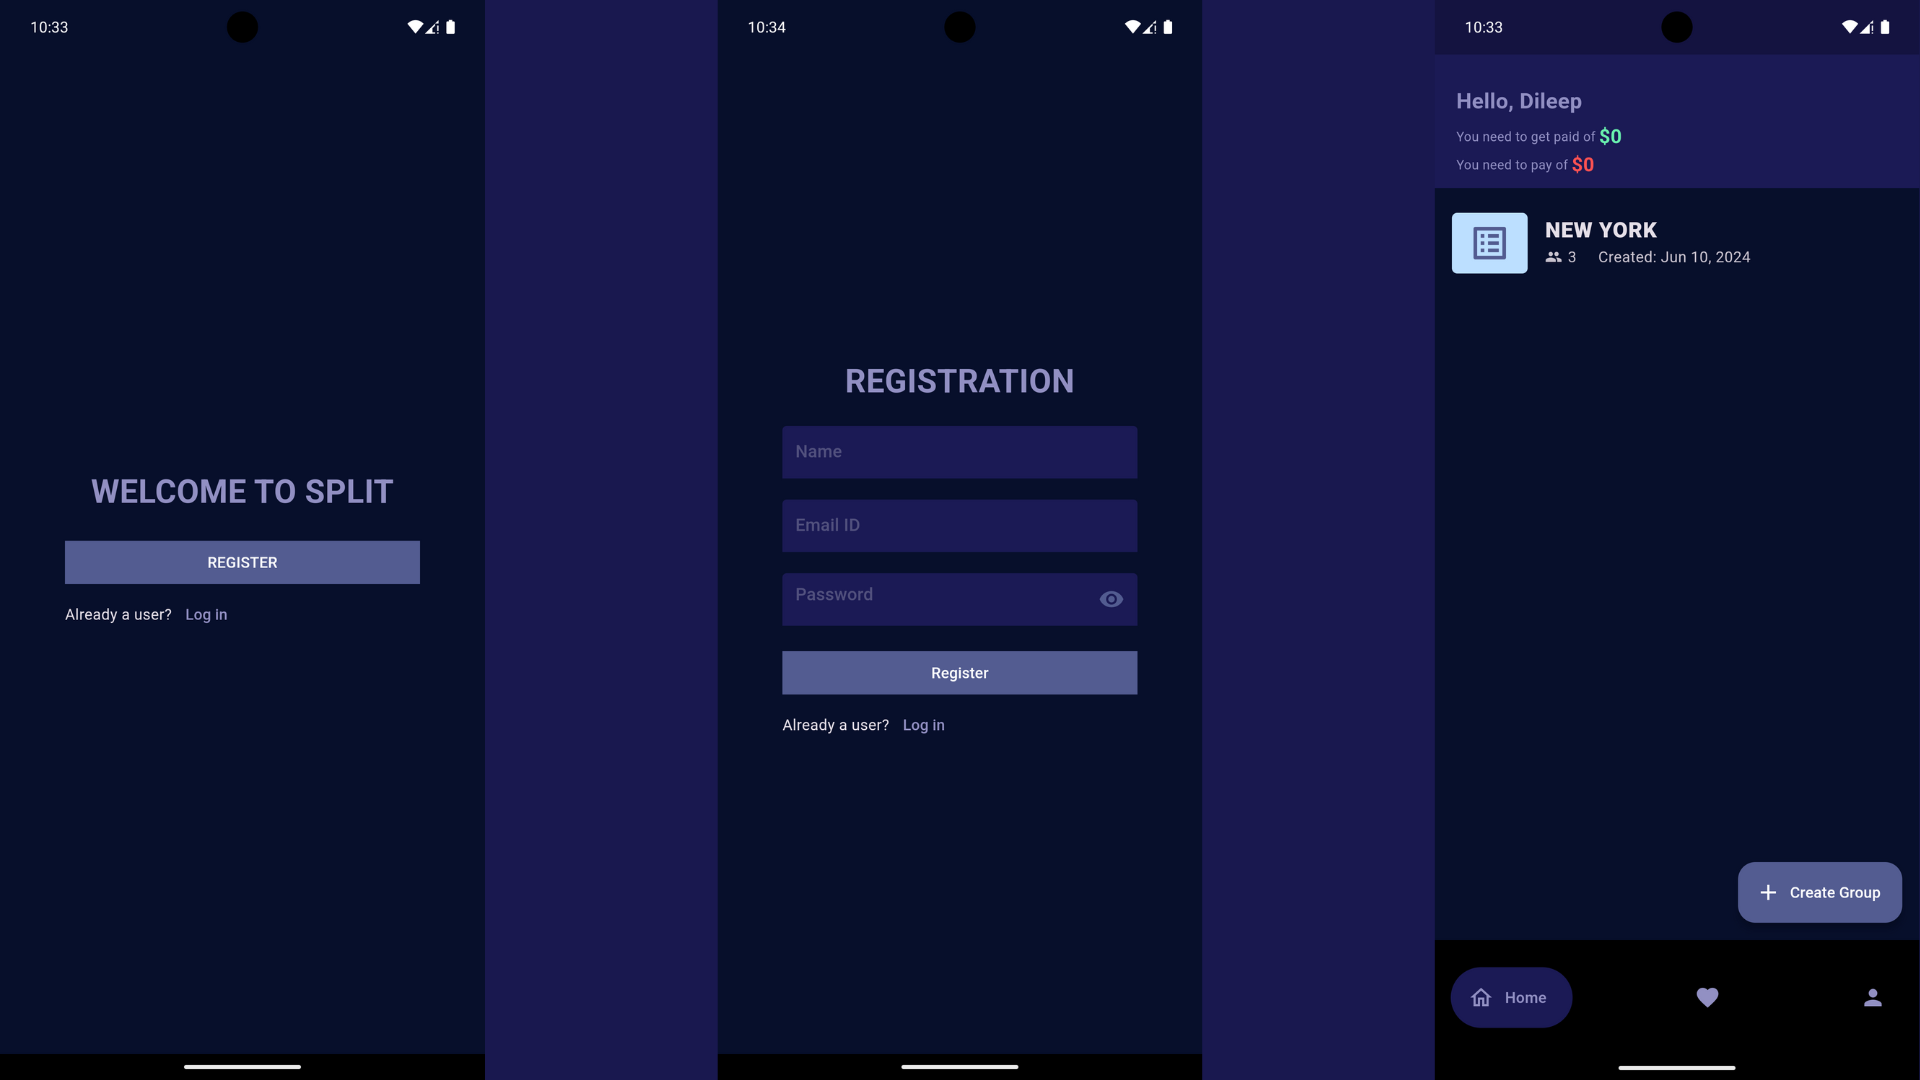 10:33
WELCOME TO SPLIT
REGISTER
Already a user? Log in
10:34
REGISTRATION
Name
Email ID
Password
Register
Already a user? Log in
10:33
Hello, Dileep
You need to get paid of $0
You need to pay of $0
NEW YORK
3 Created: Jun 10, 2024
Create Group
Home